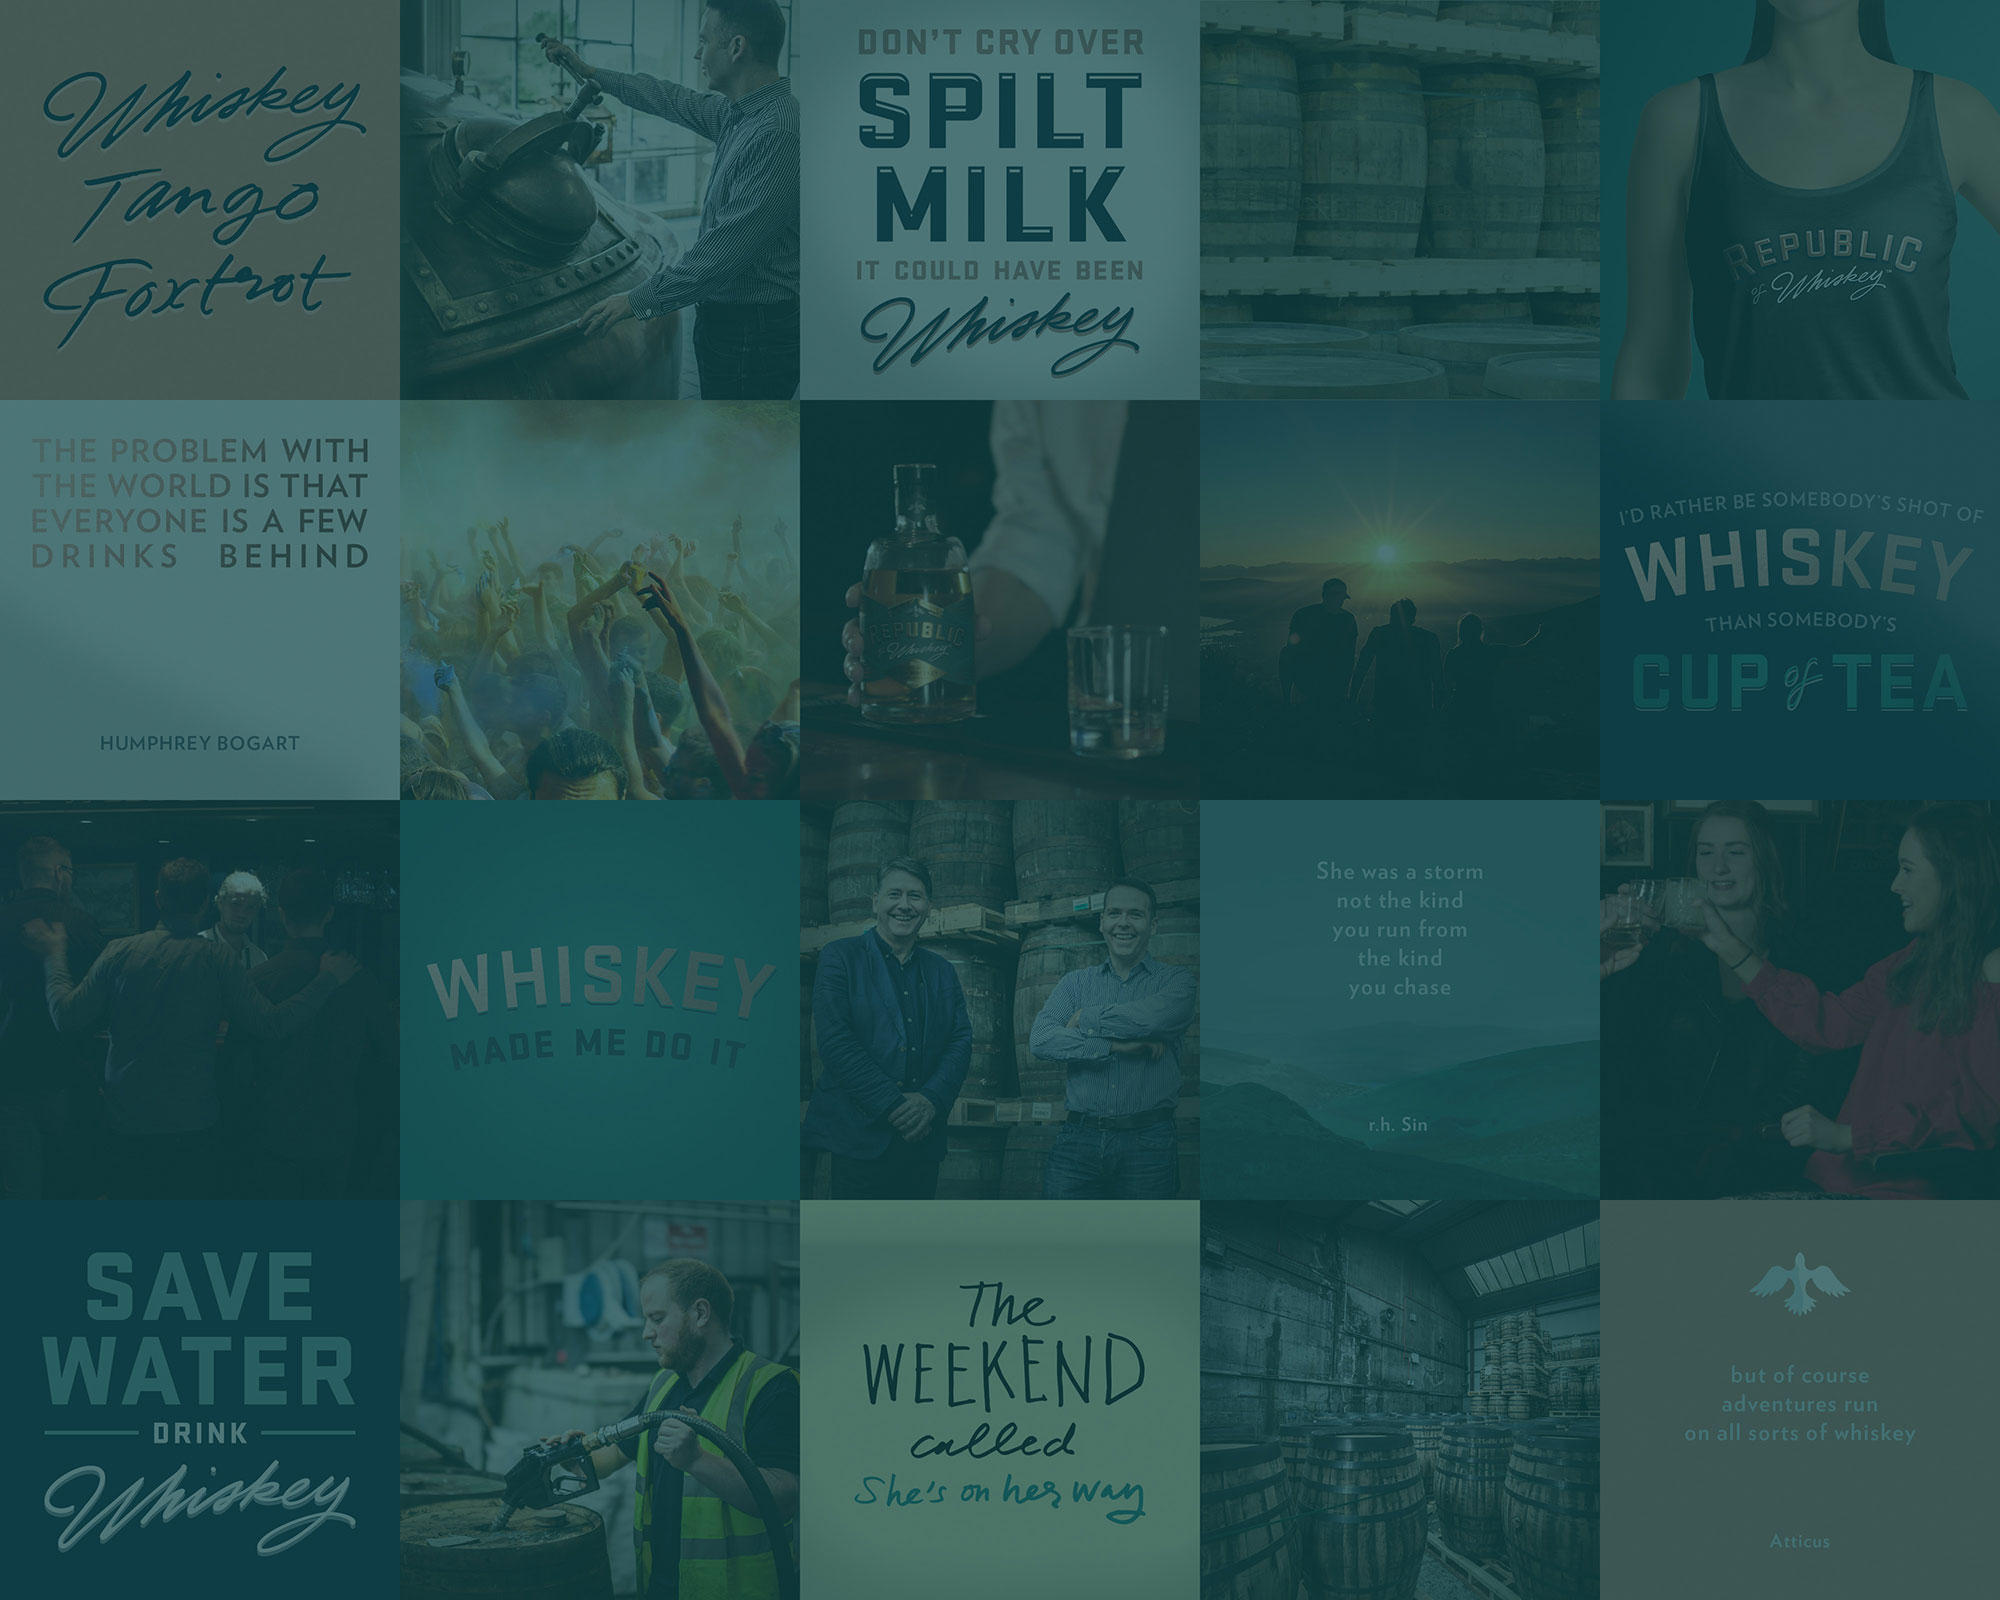 Whiskey
Tango
Foxtrot
DON'T CRY OVER
SPILT
MILK
IT COULD HAVE BEEN
Whiskey
REPUBLIC
of Whiskey™
THE PROBLEM WITH
THE WORLD IS THAT
EVERYONE IS A FEW
DRINKS BEHIND
HUMPHREY BOGART
REPUBLIC
of Whiskey
I'D RATHER BE SOMEBODY'S SHOT OF
WHISKEY
THAN SOMEBODY'S
CUP of TEA
WHISKEY
MADE ME DO IT
She was a storm
not the kind
you run from
the kind
you chase
r.h. Sin
SAVE
WATER
DRINK
Whiskey
The
WEEKEND
called
She's on her way
but of course
adventures run
on all sorts of whiskey
Atticus